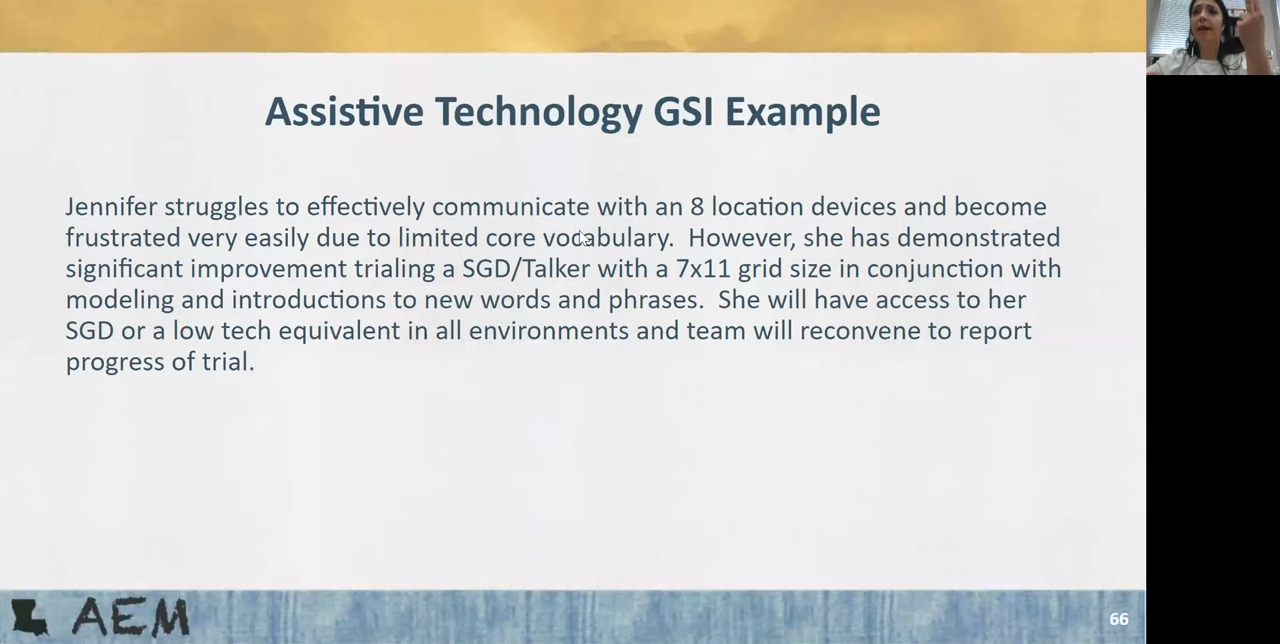 Assistive Technology GSI Example
Jennifer struggles to effectively communicate with an 8 location devices and become
frustrated very easily due to limited core vocabulary.  However, she has demonstrated
significant improvement trialing a SGD/Talker with a 7x11 grid size in conjunction with
modeling and introductions to new words and phrases.  She will have access to her
SGD or a low tech equivalent in all environments and team will reconvene to report
progress of trial.
AEM
66